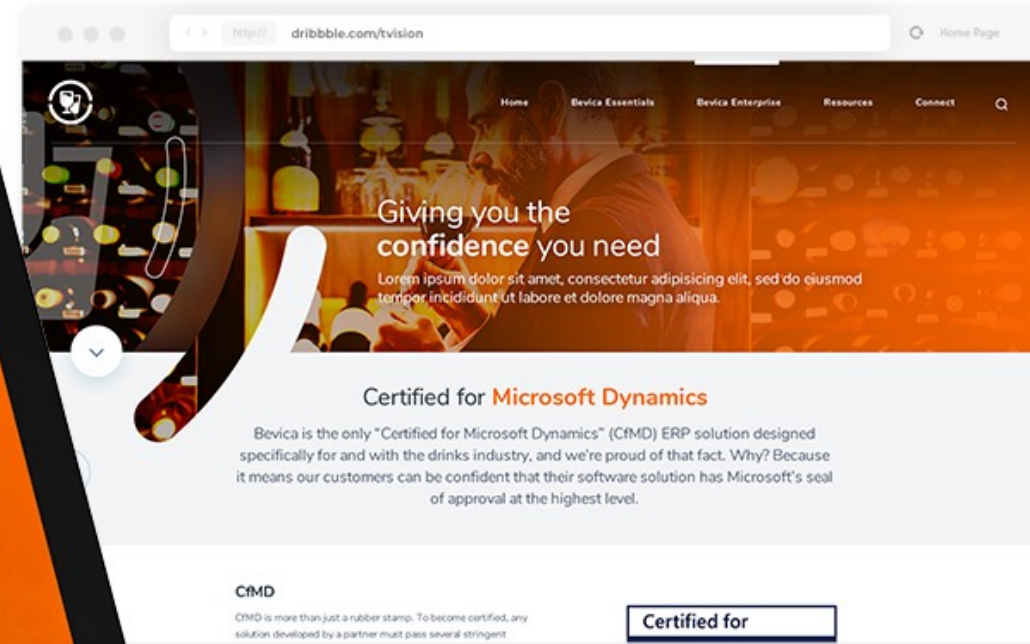 http://
dribbble.com/tvision
Home Page
Home
Bevica Essentials
Bevica Enterprise
Resources
Connect
Giving you the
confidence you need
Lorem ipsum dolor sit amet, consectetur adipisicing elit, sed do eiusmod
tempor incididunt ut labore et dolore magna aliqua.
Certified for Microsoft Dynamics
Bevica is the only “Certified for Microsoft Dynamics” (CfMD) ERP solution designed
specifically for and with the drinks industry, and we’re proud of that fact. Why? Because
it means our customers can be confident that their software solution has Microsoft’s seal
of approval at the highest level.
CfMD
CfMD is more than just a rubber stamp. To become certified, any
solution developed by a partner must pass several stringent
Certified for